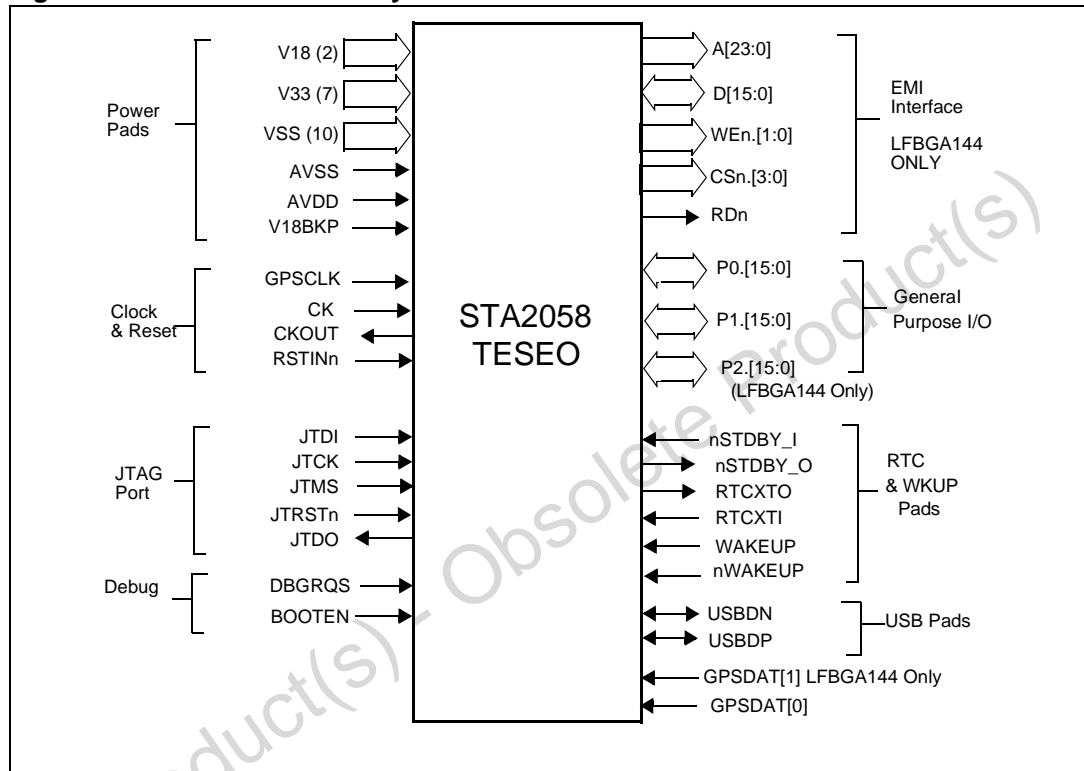 V18 (2)
V33 (7)
VSS (10)
AVSS
AVDD
V18BKP
Power
Pads
GPSCLK
CK
CKOUT
RSTINn
Clock
& Reset
JTDI
JTCK
JTMS
JTRSTn
JTDO
JTAG
Port
Debug
DBGRQS
BOOTEN
STA2058
TESEO
A[23:0]
D[15:0]
WEn.[1:0]
CSn.[3:0]
RDn
EMI
Interface
LFBGA144
ONLY
P0.[15:0]
P1.[15:0]
P2.[15:0]
(LFBGA144 Only)
General
Purpose I/O
nSTDBY_I
nSTDBY_O
RTCXTO
RTCXTI
WAKEUP
nWAKEUP
RTC
& WKUP
Pads
USBDN
USBDP
USB Pads
GPSDAT[1] LFBGA144 Only
GPSDAT[0]
oduct(s) - Obsolete Product(s)